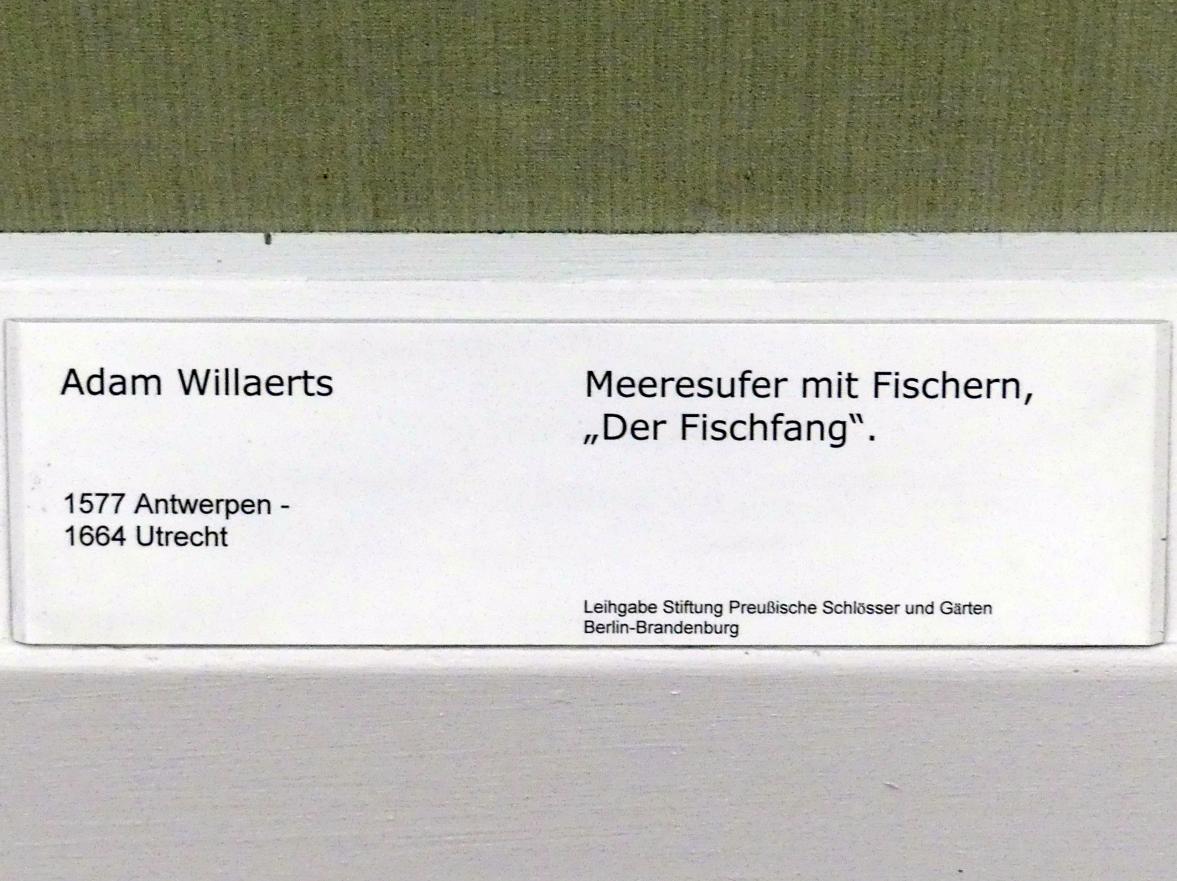 Adam Willaerts
1577 Antwerpen -
1664 Utrecht
Meeresufer mit Fischern,
„Der Fischfang“.
Leihgabe Stiftung Preußische Schlösser und Gärten
Berlin-Brandenburg